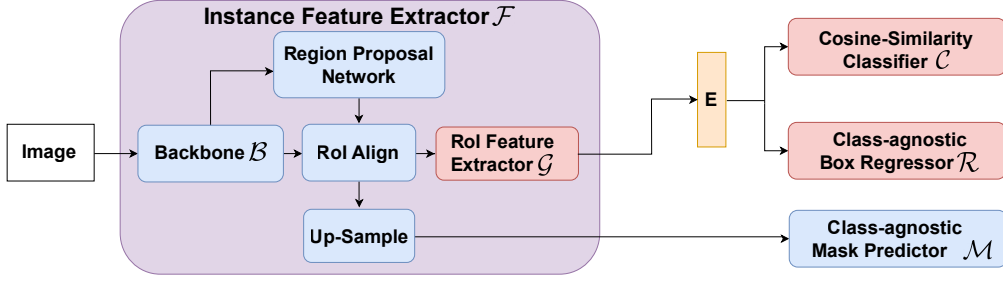 Instance Feature Extractor ℱ
Region Proposal
Network
Image
Backbone ℬ
RoI Align
RoI Feature
Extractor 𝒢
Up-Sample
E
Cosine-Similarity
Classifier 𝒞
Class-agnostic
Box Regressor ℛ
Class-agnostic
Mask Predictor ℳ